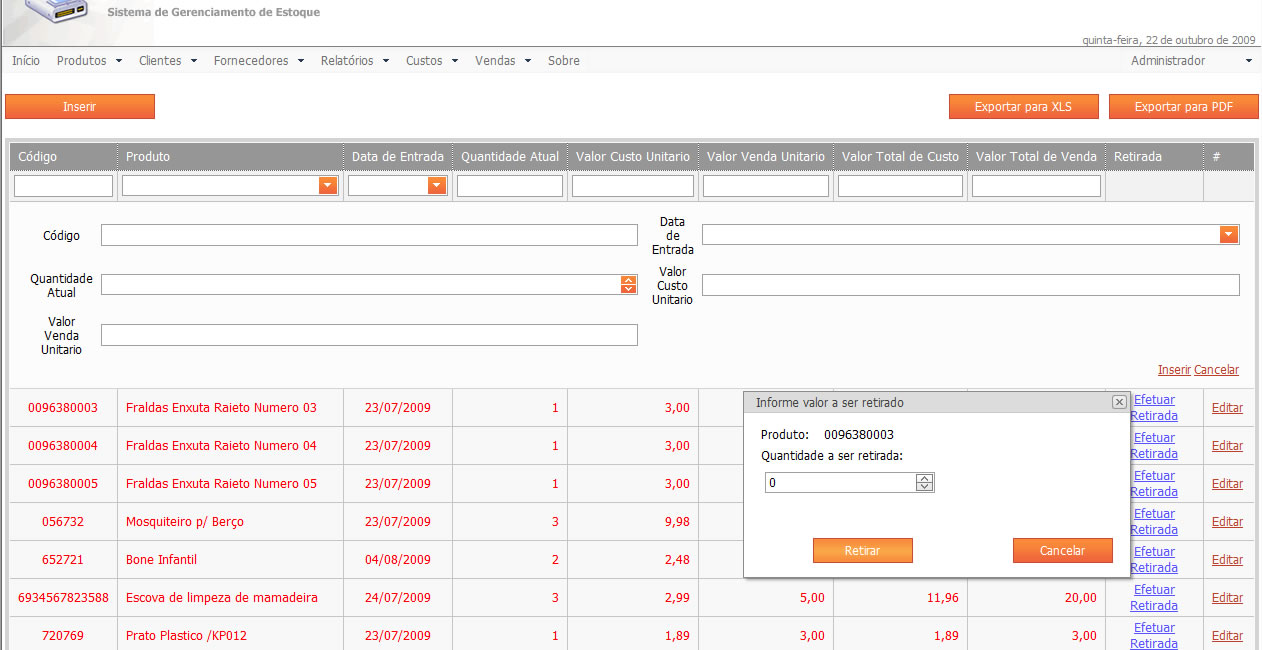 Sistema de Gerenciamento de Estoque
quinta-feira, 22 de outubro de 2009
Início Produtos Clientes Fornecedores Relatórios Custos Vendas Sobre Administrador
Inserir Exportar para XLS Exportar para PDF
Código Produto Data de Entrada Quantidade Atual Valor Custo Unitario Valor Venda Unitario Valor Total de Custo Valor Total de Venda Retirada #
Código
Data
de
Entrada
Quantidade
Atual
Valor
Custo
Unitario
Valor
Venda
Unitario
Inserir Cancelar
0096380003 Fraldas Enxuta Raieto Numero 03 23/07/2009 1 3,00 Efetuar
Retirada Editar
0096380004 Fraldas Enxuta Raieto Numero 04 23/07/2009 1 3,00 Efetuar
Retirada Editar
0096380005 Fraldas Enxuta Raieto Numero 05 23/07/2009 1 3,00 Efetuar
Retirada Editar
056732 Mosquiteiro p/ Berço 23/07/2009 3 9,98 Efetuar
Retirada Editar
652721 Bone Infantil 04/08/2009 2 2,48 Efetuar
Retirada Editar
6934567823588 Escova de limpeza de mamadeira 24/07/2009 3 2,99 5,00 11,96 20,00 Efetuar
Retirada Editar
720769 Prato Plastico /KP012 23/07/2009 1 1,89 3,00 1,89 3,00 Efetuar
Retirada Editar
Informe valor a ser retirado
Produto: 0096380003
Quantidade a ser retirada:
0
Retirar Cancelar